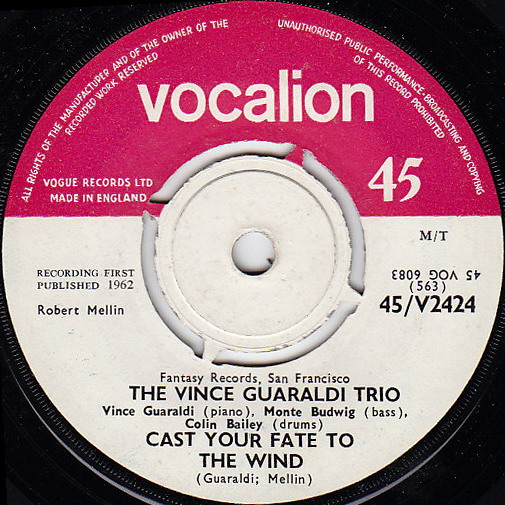 ALL RIGHTS OF THE MANUFACTURER AND OF THE OWNER OF THE
RECORDED WORK RESERVED
UNAUTHORISED PUBLIC PERFORMANCE, BROADCASTING AND COPYING
OF THIS RECORD PROHIBITED
vocalion
VOGUE RECORDS LTD
MADE IN ENGLAND
45
M/T
RECORDING FIRST
PUBLISHED 1962
45 VOG 6083
(563)
45/V2424
Robert Mellin
Fantasy Records, San Francisco
THE VINCE GUARALDI TRIO
Vince Guaraldi (piano), Monte Budwig (bass),
Colin Bailey (drums)
CAST YOUR FATE TO
THE WIND
(Guaraldi; Mellin)